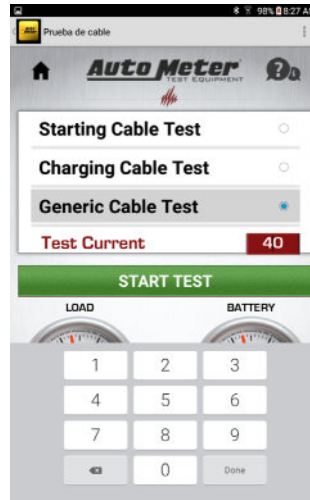 98% 8:27 AM
Prueba de cable
Auto Meter
TEST EQUIPMENT
Starting Cable Test
Charging Cable Test
Generic Cable Test
Test Current 40
START TEST
LOAD BATTERY
1 2 3
4 5 6
7 8 9
0 Done